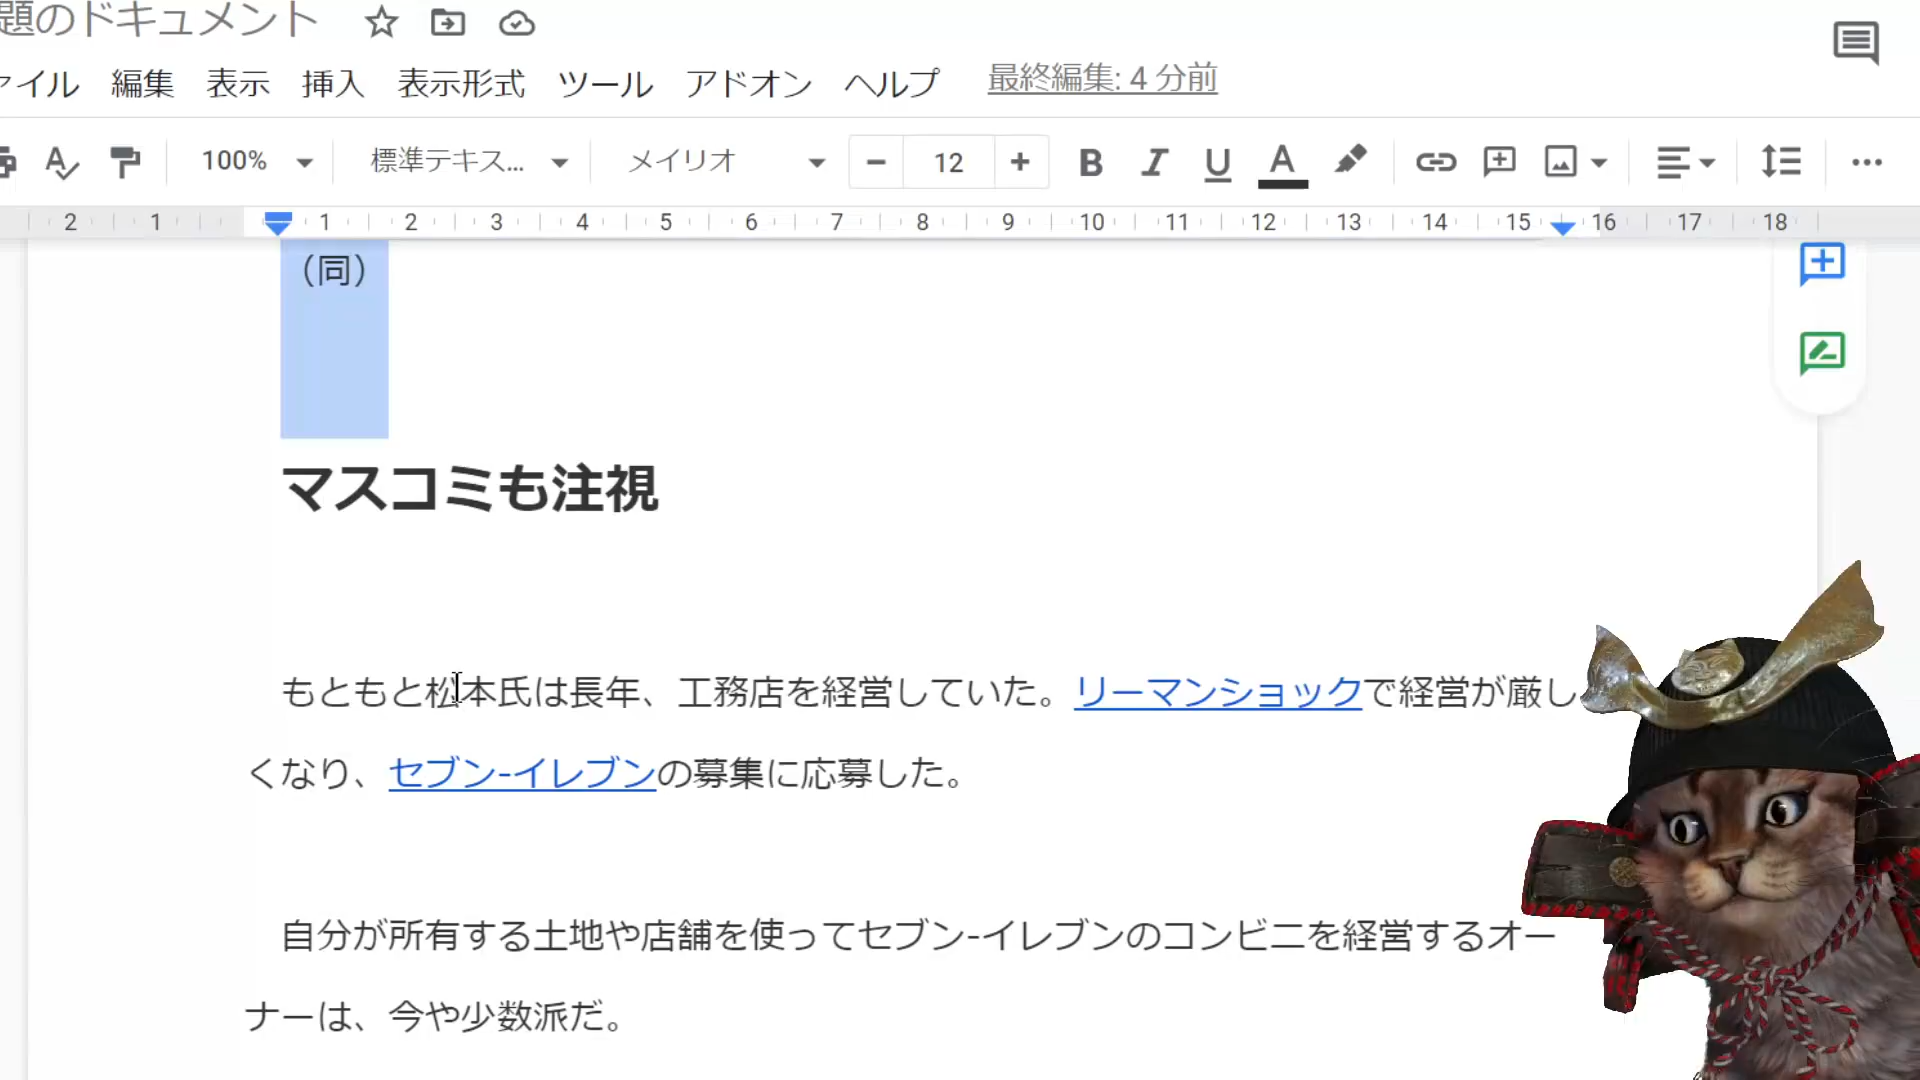 題のドキュメント
ァイル 編集 表示 挿入 表示形式 ツール アドオン ヘルプ 最終編集: 4 分前
100% 標準テキス... メイリオ − 12 + B I U A
2 1 1 2 3 4 5 6 7 8 9 10 11 12 13 14 15 16 17 18
（同）
マスコミも注視
もともと松本氏は長年、工務店を経営していた。リーマンショックで経営が厳し
くなり、セブン-イレブンの募集に応募した。
自分が所有する土地や店舗を使ってセブン-イレブンのコンビニを経営するオー
ナーは、今や少数派だ。